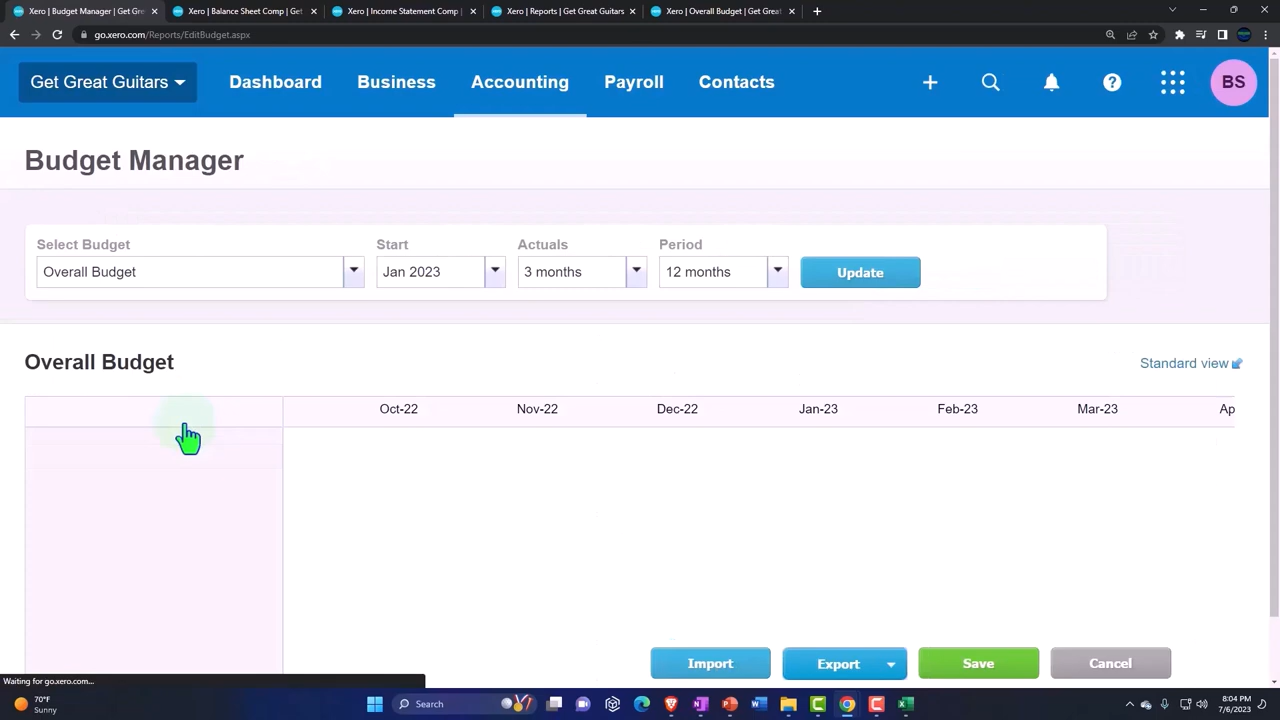 Xero | Budget Manager | Get Gre
Xero | Balance Sheet Comp | Get
Xero | Income Statement Comp |
Xero | Reports | Get Great Guitars
Xero | Overall Budget | Get Great
go.xero.com/Reports/EditBudget.aspx
Get Great Guitars
Dashboard
Business
Accounting
Payroll
Contacts
BS
Budget Manager
Select Budget
Start
Actuals
Period
Overall Budget
Jan 2023
3 months
12 months
Update
Overall Budget
Standard view
Oct-22
Nov-22
Dec-22
Jan-23
Feb-23
Mar-23
Ap
Import
Export
Save
Cancel
Waiting for go.xero.com...
70°F
Sunny
Search
8:04 PM
7/6/2023